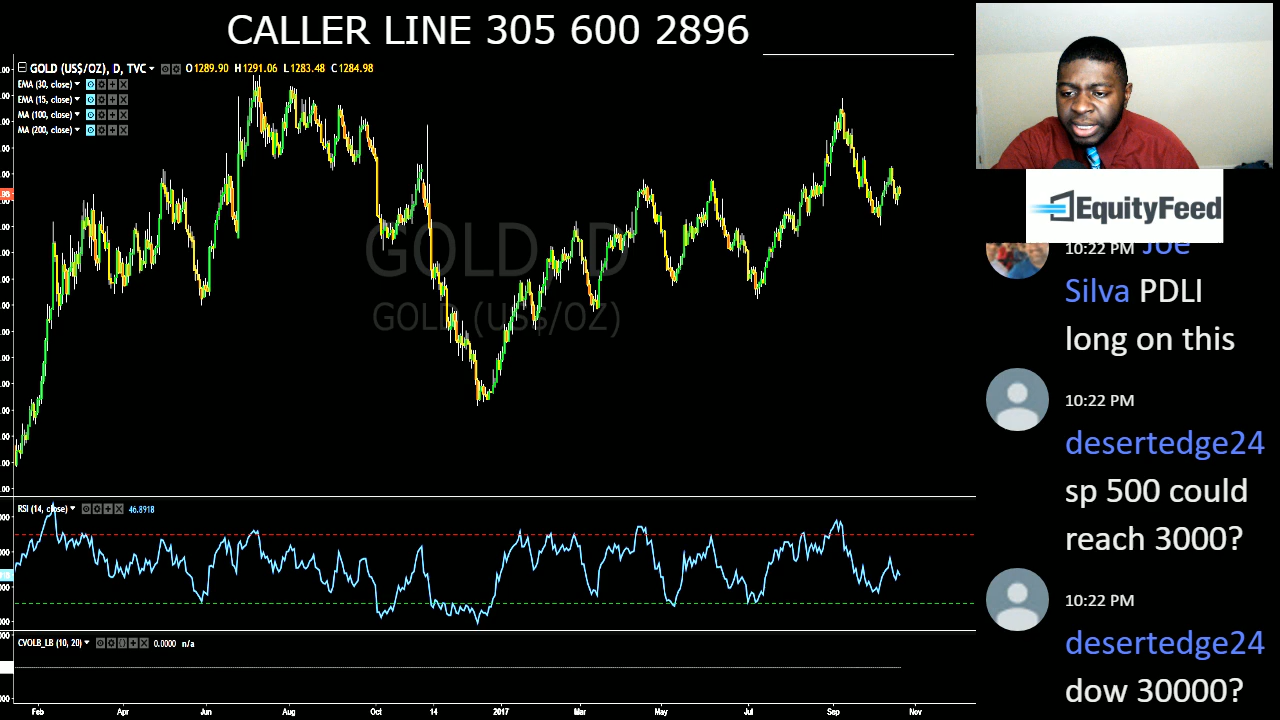 CALLER LINE 305 600 2896
GOLD (US$/OZ), D, TVC O1289.90 H1291.06 L1283.48 C1284.98
EMA (30, close)
EMA (15, close)
MA (100, close)
MA (200, close)
GOLD, D
GOLD (US$/OZ)
RSI (14, close) 46.8918
CVOLB_LB (10, 20) 0.0000 n/a
Feb Apr Jun Aug Oct 14 2017 Mar May Jul Sep Nov
EquityFeed
10:22 PM Joe
Silva PDLI
long on this
10:22 PM
desertedge24
sp 500 could
reach 3000?
10:22 PM
desertedge24
dow 30000?